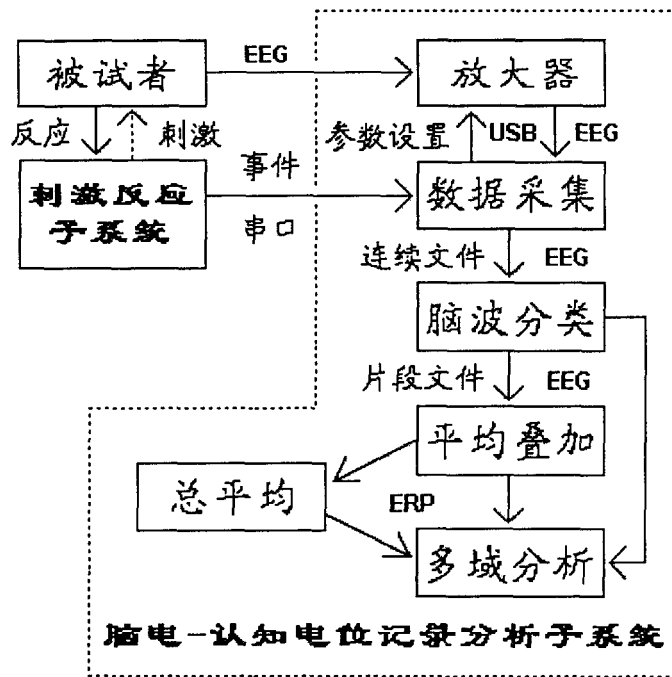 被试者
EEG
放大器
反应
刺激
参数设置
USB
EEG
刺激反应
子系统
事件
串口
数据采集
连续文件
EEG
脑波分类
片段文件
EEG
平均叠加
总平均
ERP
多域分析
脑电-认知电位记录分析子系统